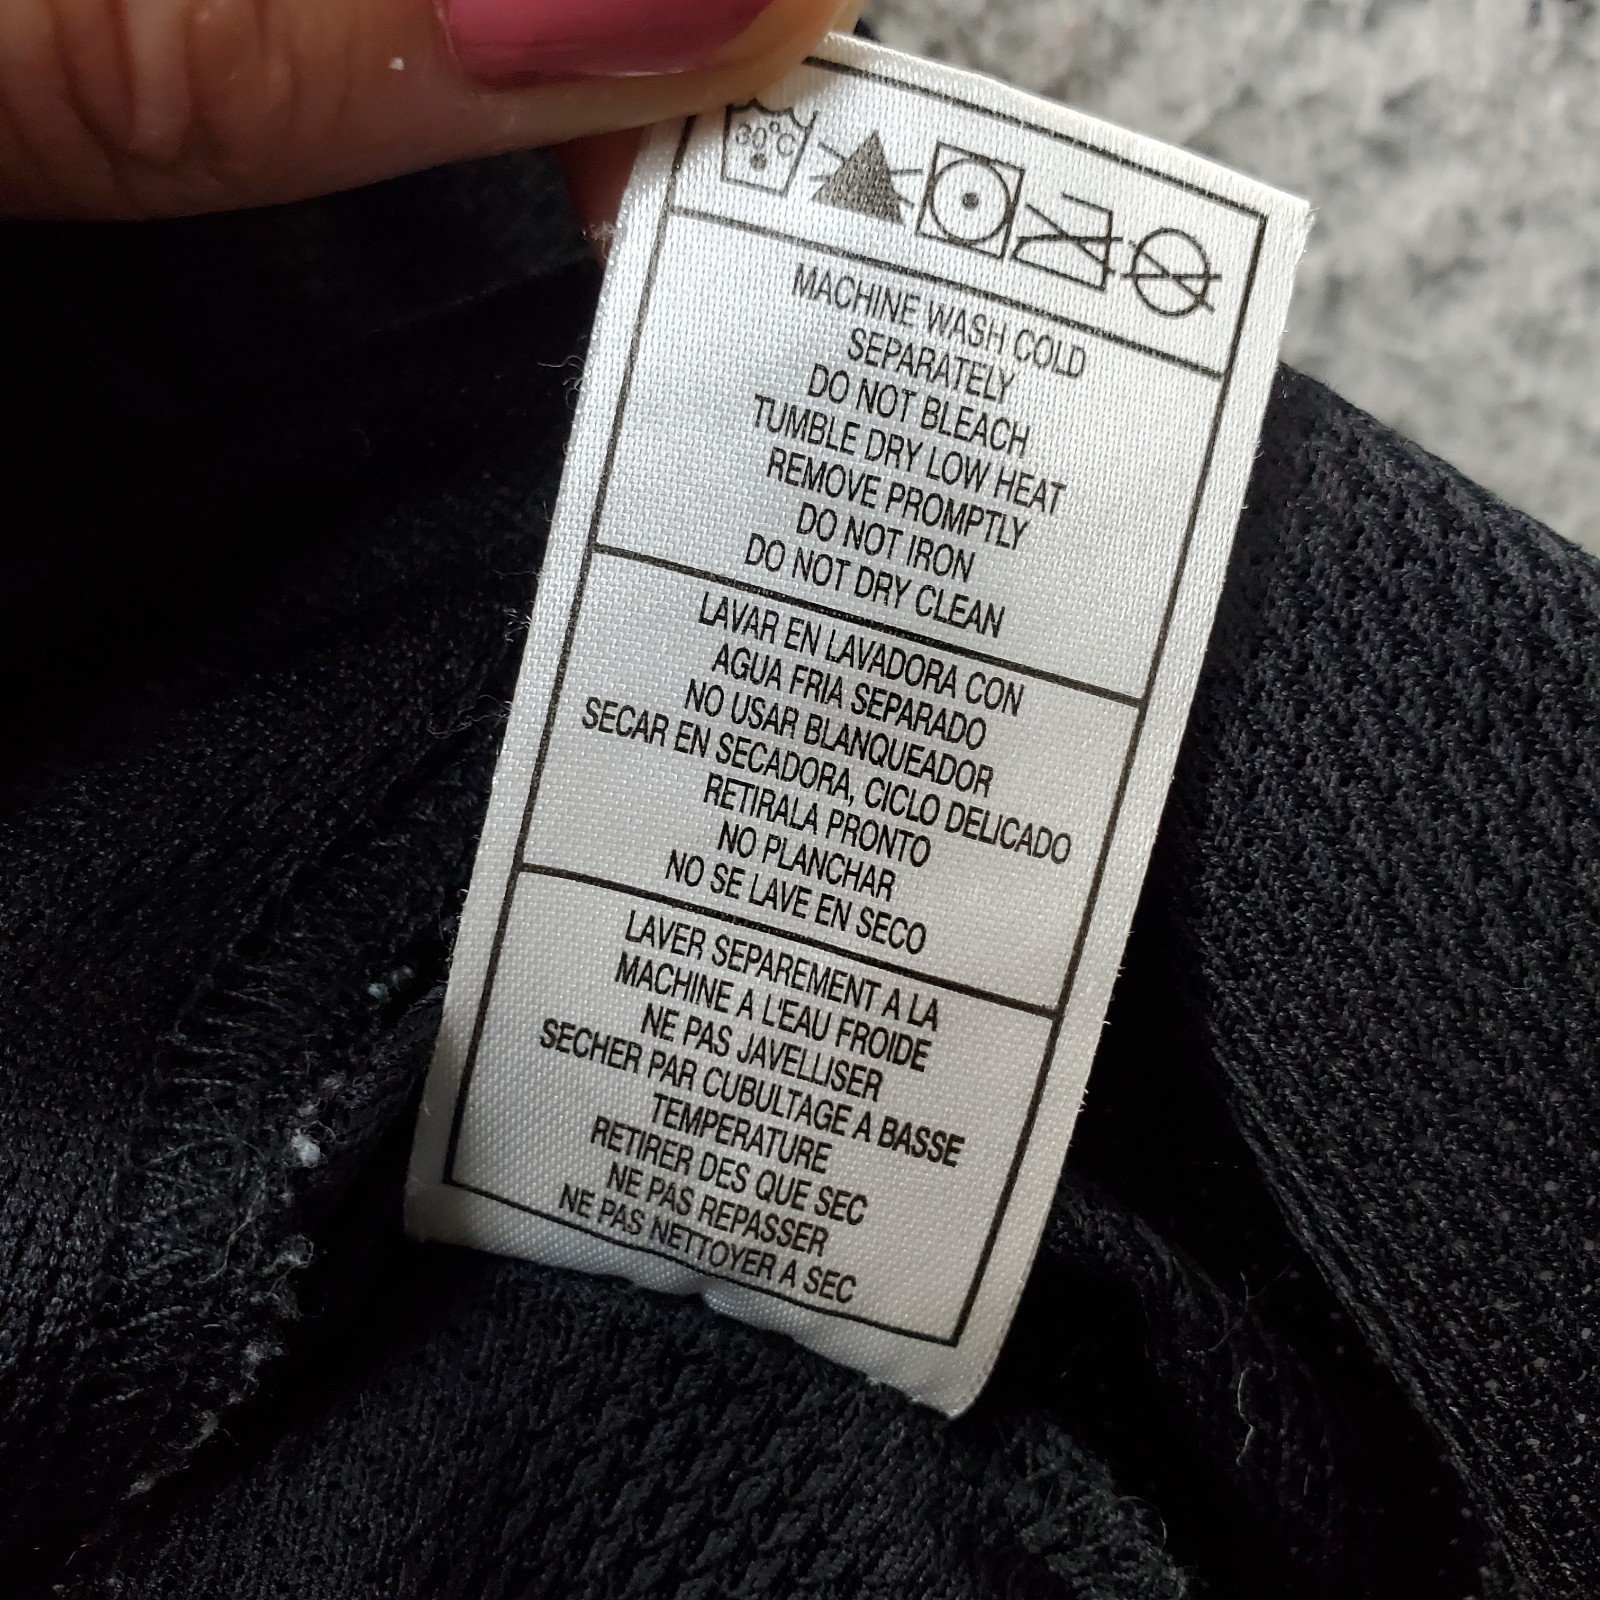 30°C
MACHINE WASH COLD
SEPARATELY
DO NOT BLEACH
TUMBLE DRY LOW HEAT
REMOVE PROMPTLY
DO NOT IRON
DO NOT DRY CLEAN
LAVAR EN LAVADORA CON
AGUA FRIA SEPARADO
NO USAR BLANQUEADOR
SECAR EN SECADORA, CICLO DELICADO
RETIRALA PRONTO
NO PLANCHAR
NO SE LAVE EN SECO
LAVER SEPAREMENT A LA
MACHINE A L'EAU FROIDE
NE PAS JAVELLISER
SECHER PAR CUBULTAGE A BASSE
TEMPERATURE
RETIRER DES QUE SEC
NE PAS REPASSER
NE PAS NETTOYER A SEC